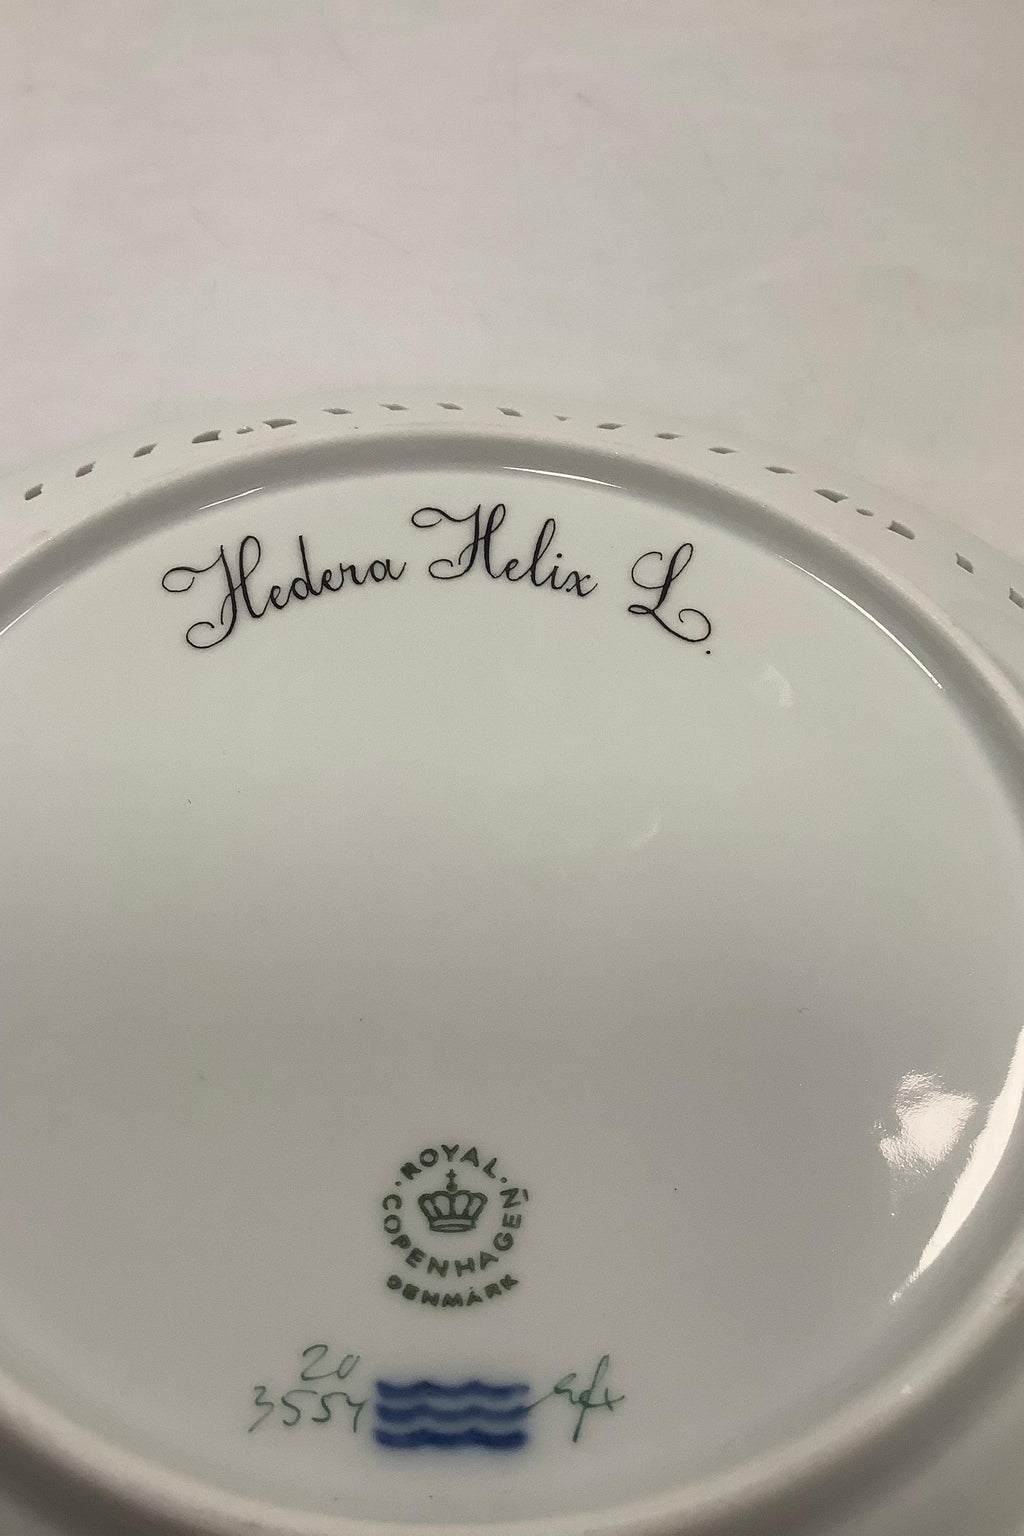 Hedera Helix L.
ROYAL.
COPENHAGEN
DENMARK
20
3554